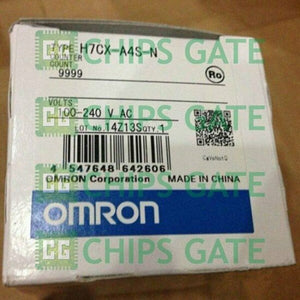 TYPE H7CX-A4S-N
COUNTER
COUNT
9999
Ro
VOLTS
100-240 V AC
LOT No. 14Z13S QTY 1
4 547648 642606
OMRON Corporation MADE IN CHINA
OMRON
CHIPS GATE
CHIPS GATE
CHIPS GATE
CHIPS GATE